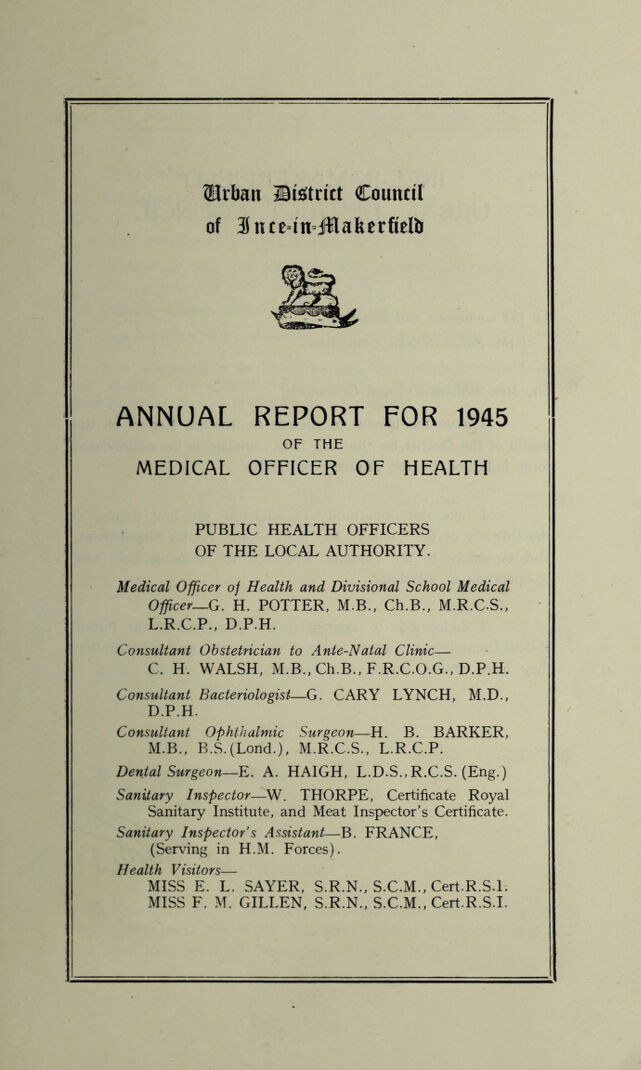 Urban District Council
of Ince-in-Makerfield
ANNUAL REPORT FOR 1945
OF THE
MEDICAL OFFICER OF HEALTH
PUBLIC HEALTH OFFICERS
OF THE LOCAL AUTHORITY.
Medical Officer of Health and Divisional School Medical
Officer—G. H. POTTER, M.B., Ch.B., M.R.C.S.,
L.R.C.P., D.P.H.
Consultant Obstetrician to Ante-Natal Clinic—
C. H. WALSH, M.B., Ch.B., F.R.C.O.G., D.P.H.
Consultant Bacteriologist—G. CARY LYNCH, M.D.,
D.P.H.
Consultant Ophthalmic Surgeon—H. B. BARKER,
M.B., B.S. (Lond.), M.R.C.S., L.R.C.P.
Dental Surgeon—E. A. HAIGH, L.D.S., R.C.S. (Eng.)
Sanitary Inspector—W. THORPE, Certificate Royal
Sanitary Institute, and Meat Inspector's Certificate.
Sanitary Inspector's Assistant—B. FRANCE,
(Serving in H.M. Forces).
Health Visitors—
MISS E. L. SAYER, S.R.N., S.C.M., Cert.R.S.I.
MISS F. M. GILLEN, S.R.N., S.C.M., Cert.R.S.I.